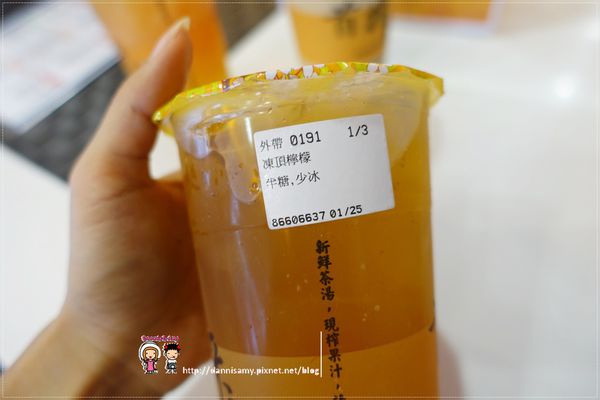 外帶 0191 1/3
凍頂檸檬
半糖,少冰
86606637 01/25
新鮮茶湯，現榨果汁，
http://dannisamy.pixnet.net/blog